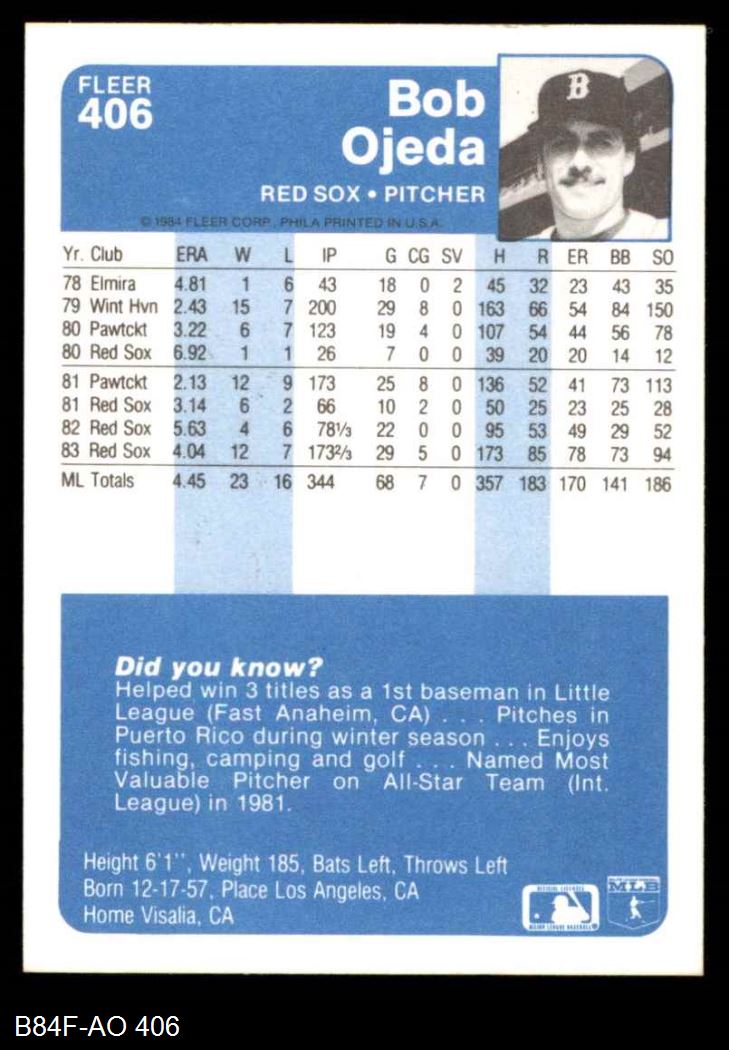 FLEER
406
Bob
Ojeda
RED SOX • PITCHER
© 1984 FLEER CORP., PHILA PRINTED IN U.S.A.
B
Yr. Club ERA W L IP G CG SV H R ER BB SO
78 Elmira 4.81 1 6 43 18 0 2 45 32 23 43 35
79 Wint Hvn 2.43 15 7 200 29 8 0 163 66 54 84 150
80 Pawtckt 3.22 6 7 123 19 4 0 107 54 44 56 78
80 Red Sox 6.92 1 1 26 7 0 0 39 20 20 14 12
81 Pawtckt 2.13 12 9 173 25 8 0 136 52 41 73 113
81 Red Sox 3.14 6 2 66 10 2 0 50 25 23 25 28
82 Red Sox 5.63 4 6 78⅓ 22 0 0 95 53 49 29 52
83 Red Sox 4.04 12 7 173⅔ 29 5 0 173 85 78 73 94
ML Totals 4.45 23 16 344 68 7 0 357 183 170 141 186
Did you know?
Helped win 3 titles as a 1st baseman in Little
League (Fast Anaheim, CA) . . . Pitches in
Puerto Rico during winter season . . . Enjoys
fishing, camping and golf . . . Named Most
Valuable Pitcher on All-Star Team (Int.
League) in 1981.
Height 6'1'', Weight 185, Bats Left, Throws Left
Born 12-17-57, Place Los Angeles, CA
Home Visalia, CA
OFFICIAL LICENSEE
MAJOR LEAGUE BASEBALL
MLB
B84F-AO 406